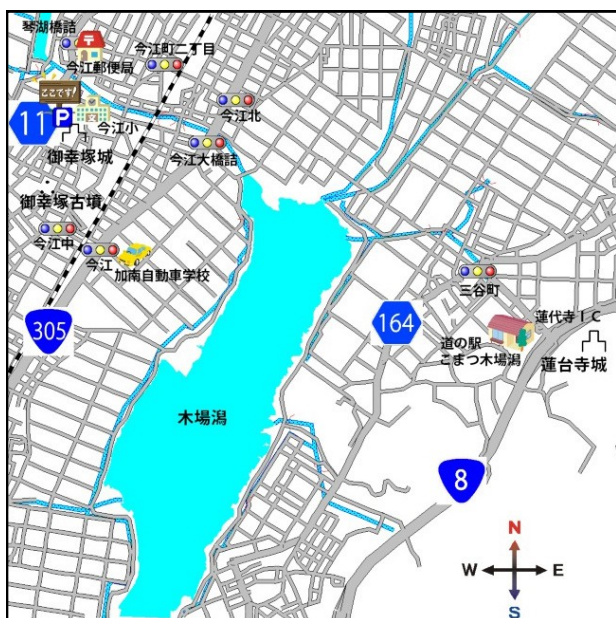 琴湖橋詰
今江郵便局
今江町二丁目
ここです!
今江小
今江北
11
P
文
御幸塚城
今江大橋詰
御幸塚古墳
今江中
今江
加南自動車学校
305
三谷町
164
蓮代寺IC
道の駅
こまつ木場潟
蓮台寺城
木場潟
8
N
W
E
S